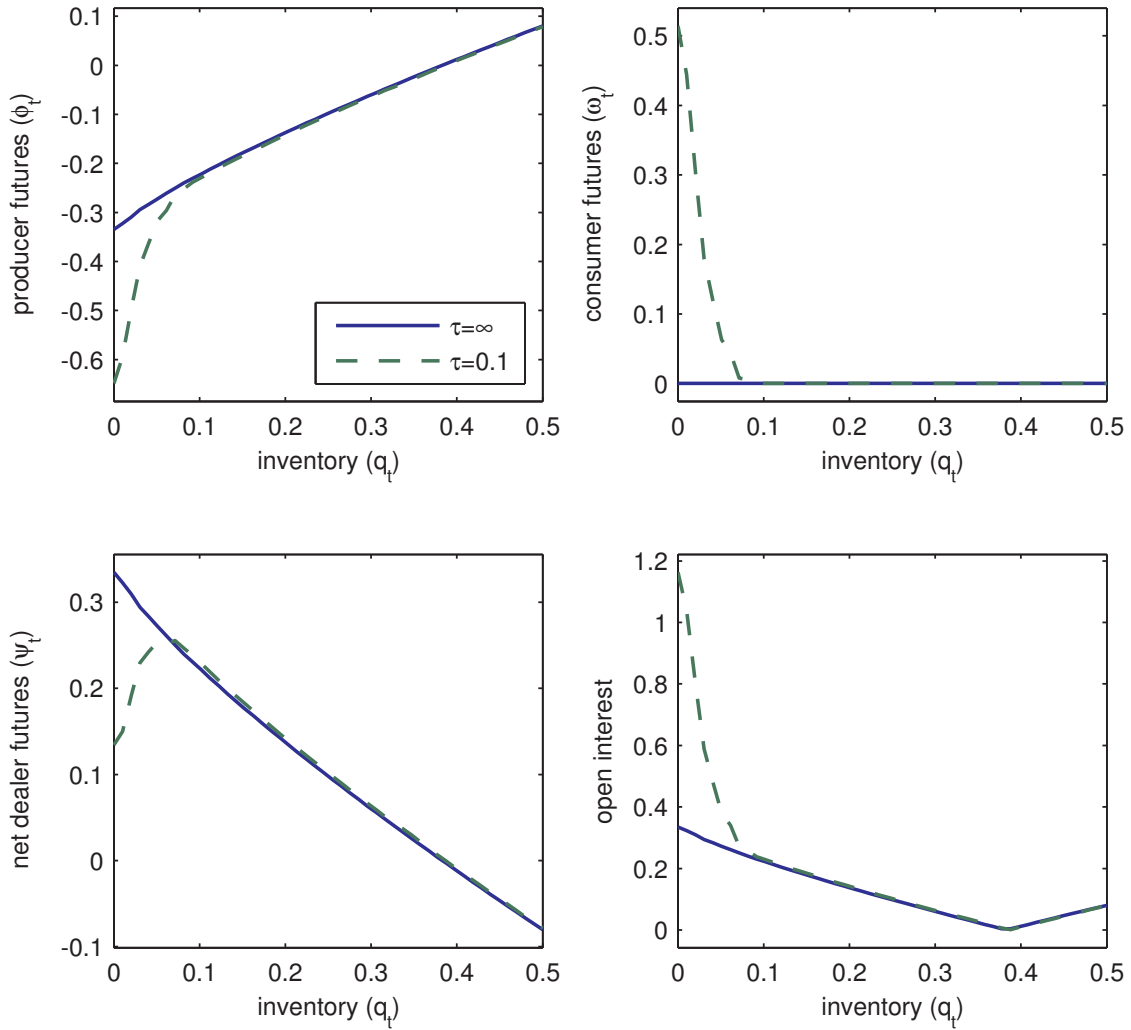 producer futures (ϕt)
0.1
0
-0.1
-0.2
-0.3
-0.4
-0.5
-0.6
τ=∞
τ=0.1
0 0.1 0.2 0.3 0.4 0.5
inventory (qt)
consumer futures (ωt)
0.5
0.4
0.3
0.2
0.1
0
0 0.1 0.2 0.3 0.4 0.5
inventory (qt)
net dealer futures (ψt)
0.3
0.2
0.1
0
-0.1
0 0.1 0.2 0.3 0.4 0.5
inventory (qt)
open interest
1.2
1
0.8
0.6
0.4
0.2
0
0 0.1 0.2 0.3 0.4 0.5
inventory (qt)